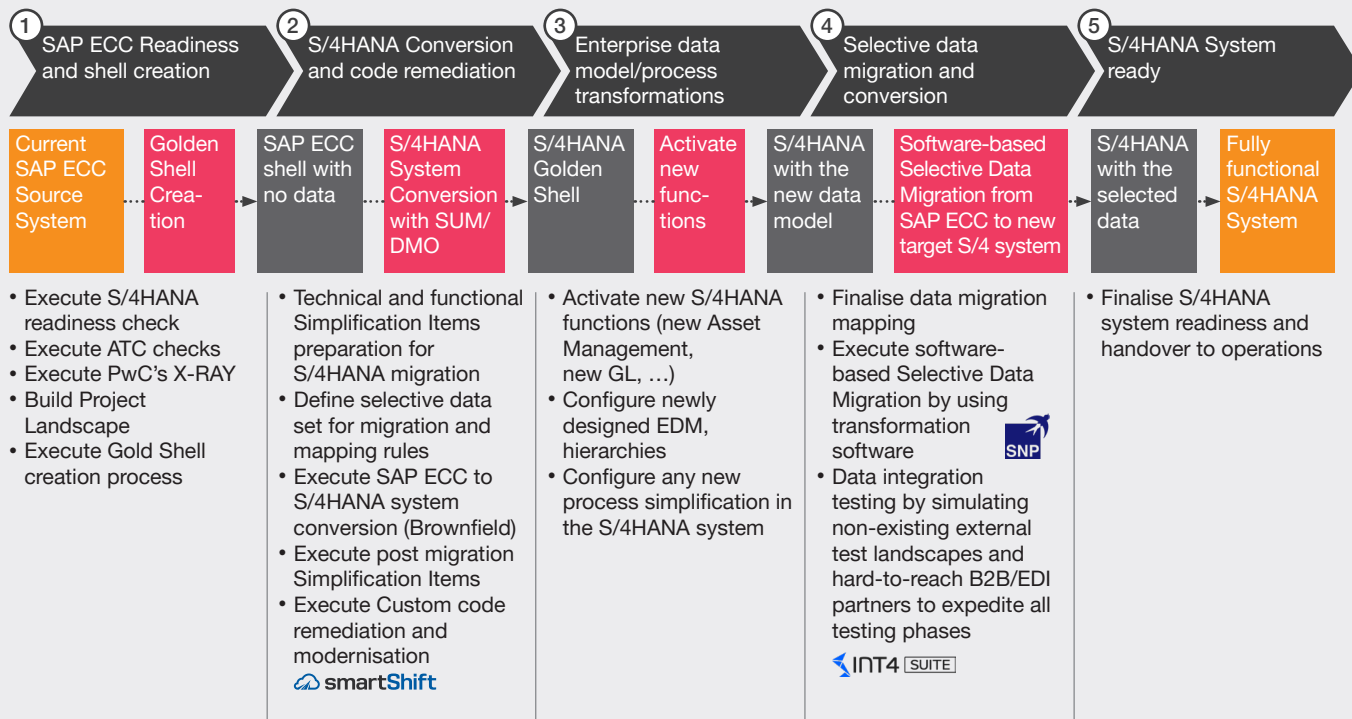 1
SAP ECC Readiness
and shell creation
2
S/4HANA Conversion
and code remediation
3
Enterprise data
model/process
transformations
4
Selective data
migration and
conversion
5
S/4HANA System
ready
Current
SAP ECC
Source
System
Golden
Shell
Crea-
tion
SAP ECC
shell with
no data
S/4HANA
System
Conversion
with SUM/
DMO
S/4HANA
Golden
Shell
Activate
new
func-
tions
S/4HANA
with the
new data
model
Software-based
Selective Data
Migration from
SAP ECC to new
target S/4 system
S/4HANA
with the
selected
data
Fully
functional
S/4HANA
System
• Execute S/4HANA
readiness check
• Execute ATC checks
• Execute PwC’s X-RAY
• Build Project
Landscape
• Execute Gold Shell
creation process
• Technical and functional
Simplification Items
preparation for
S/4HANA migration
• Define selective data
set for migration and
mapping rules
• Execute SAP ECC to
S/4HANA system
conversion (Brownfield)
• Execute post migration
Simplification Items
• Execute Custom code
remediation and
modernisation
smartShift
• Activate new S/4HANA
functions (new Asset
Management,
new GL, …)
• Configure newly
designed EDM,
hierarchies
• Configure any new
process simplification in
the S/4HANA system
• Finalise data migration
mapping
• Execute software-
based Selective Data
Migration by using
transformation
software
SNP
• Data integration
testing by simulating
non-existing external
test landscapes and
hard-to-reach B2B/EDI
partners to expedite all
testing phases
INT4 SUITE
• Finalise S/4HANA
system readiness and
handover to operations